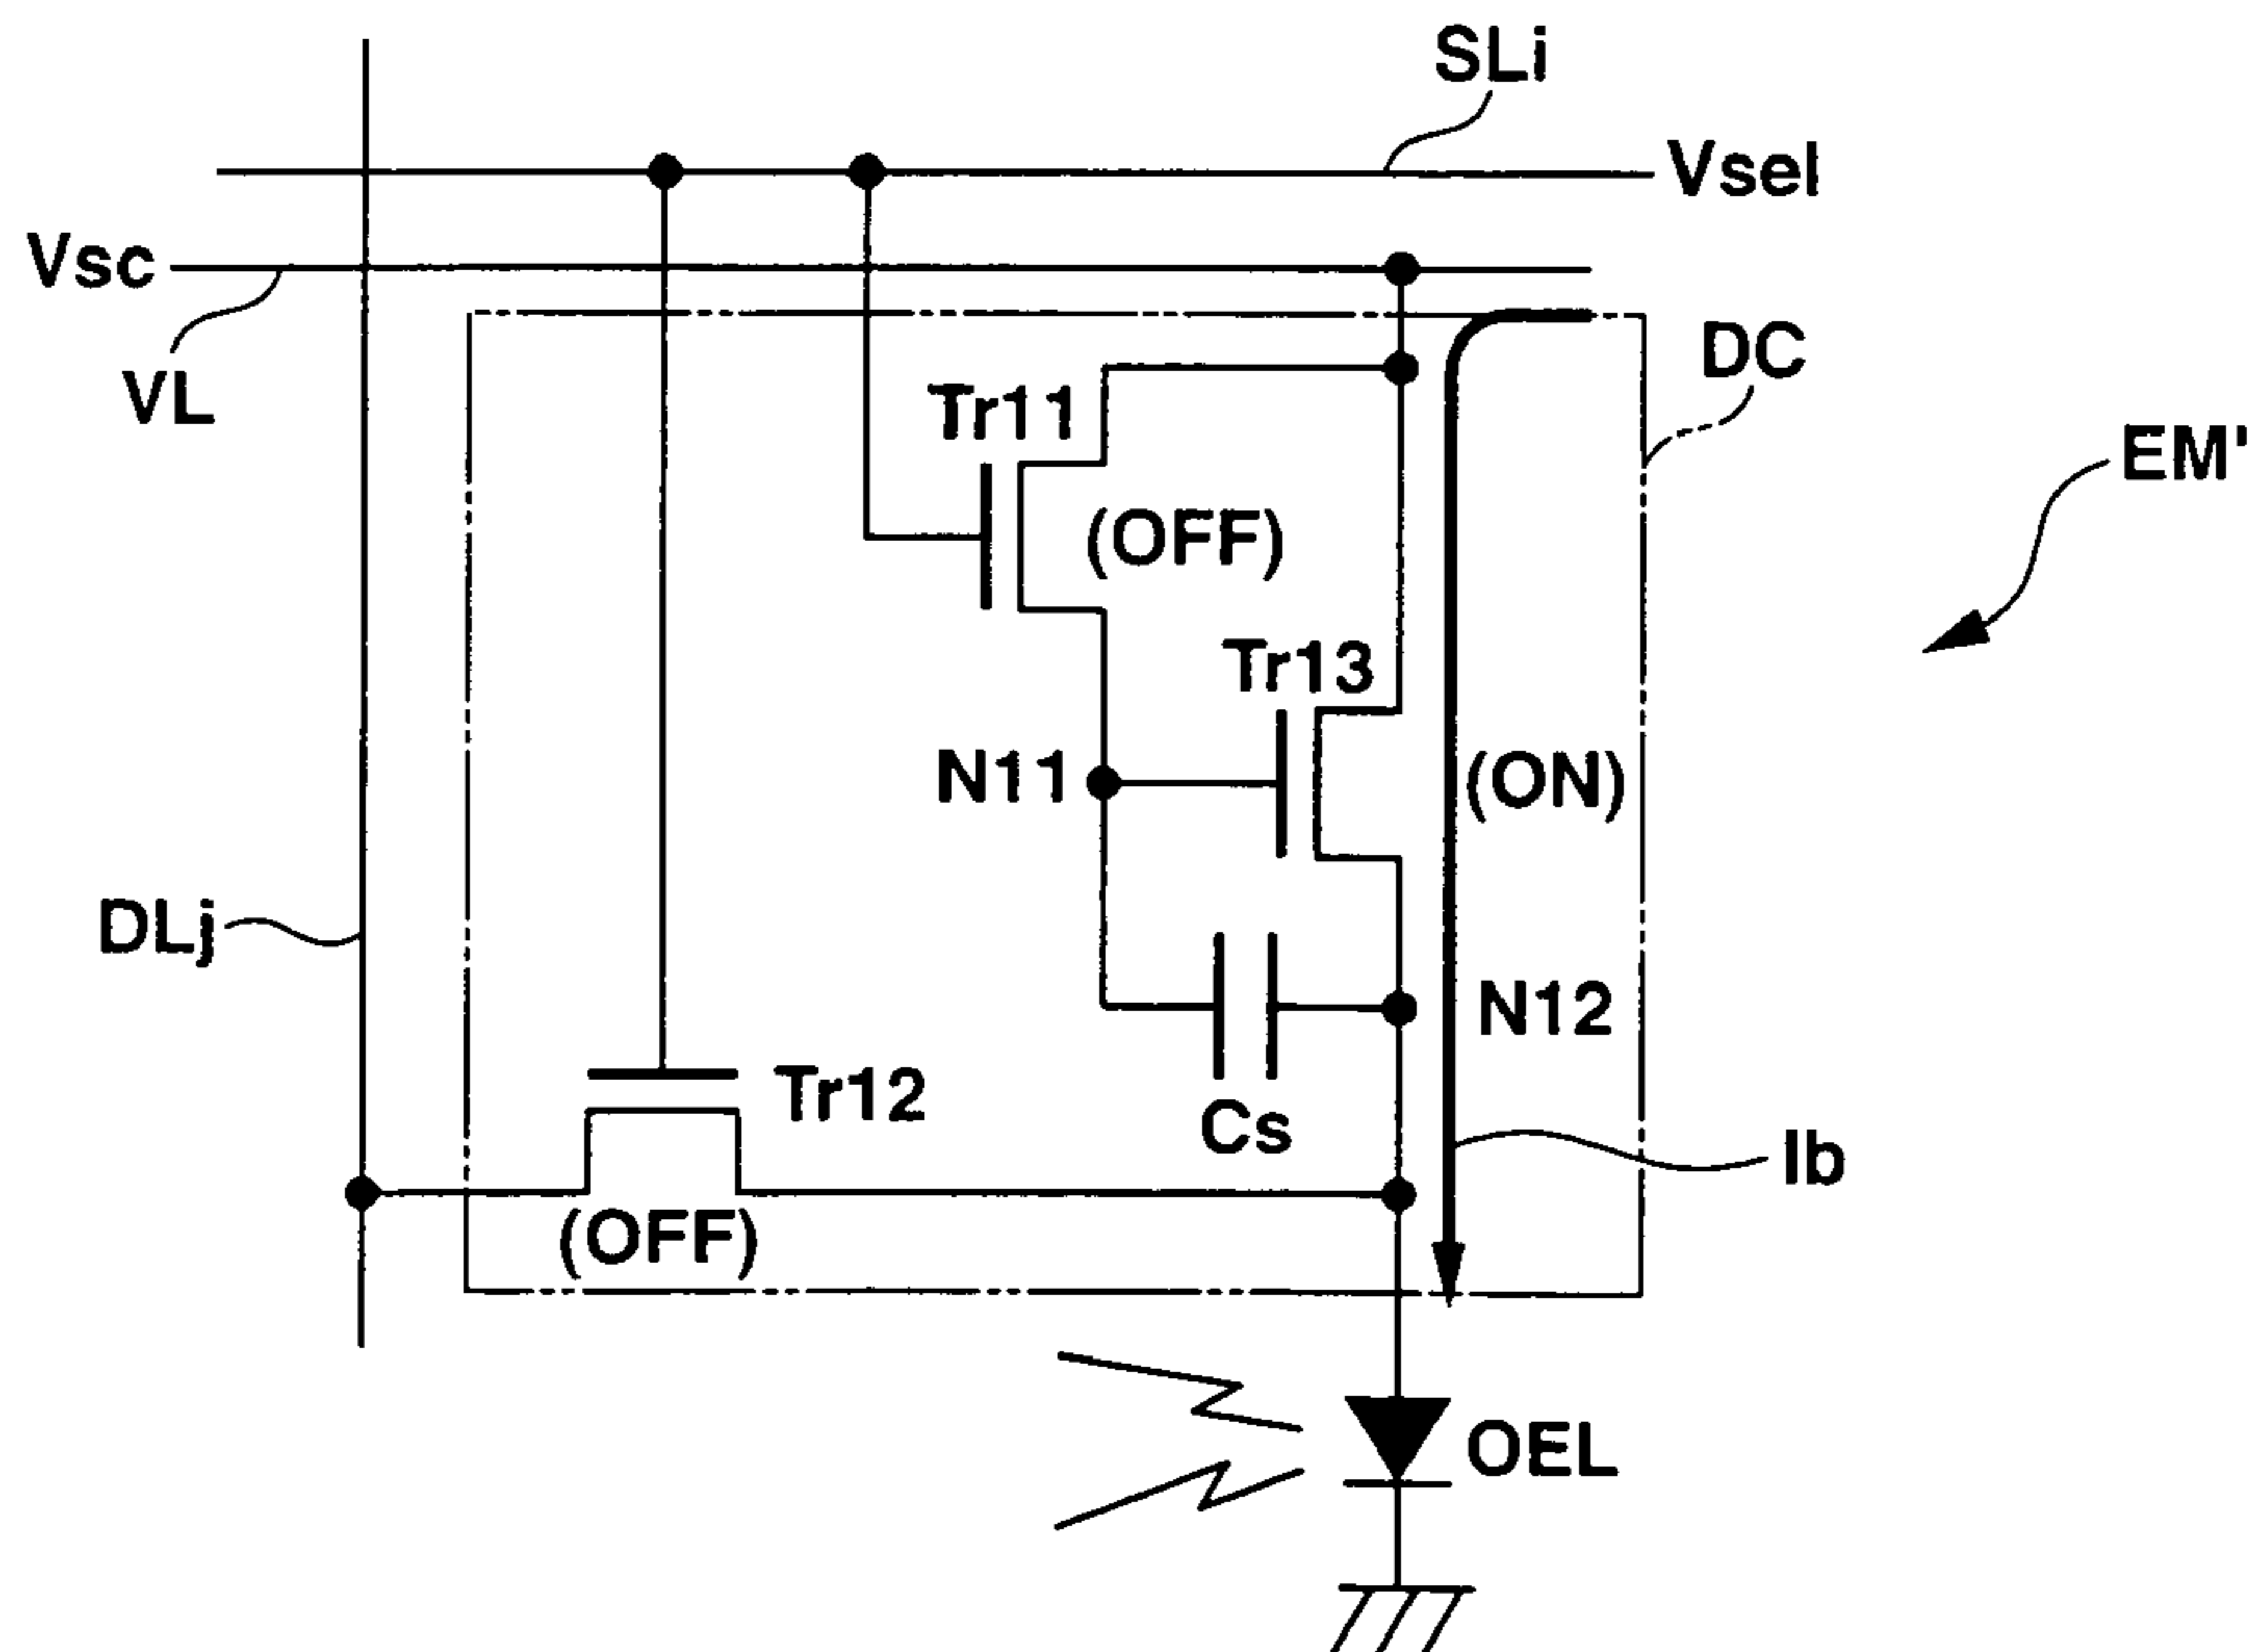 SLi
Vsel
Vsc
VL
DC
Tr11
EM'
(OFF)
Tr13
N11
(ON)
DLj
N12
Tr12
Cs
Ib
(OFF)
OEL